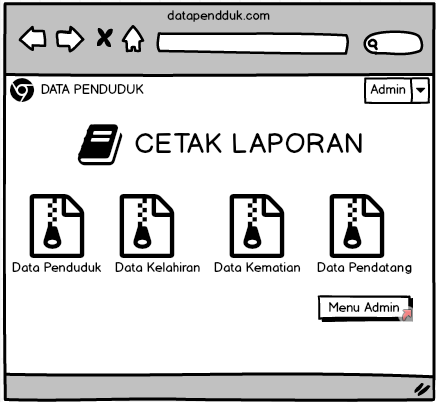 datapendduk.com
DATA PENDUDUK
Admin
CETAK LAPORAN
Data Penduduk Data Kelahiran Data Kematian Data Pendatang
Menu Admin